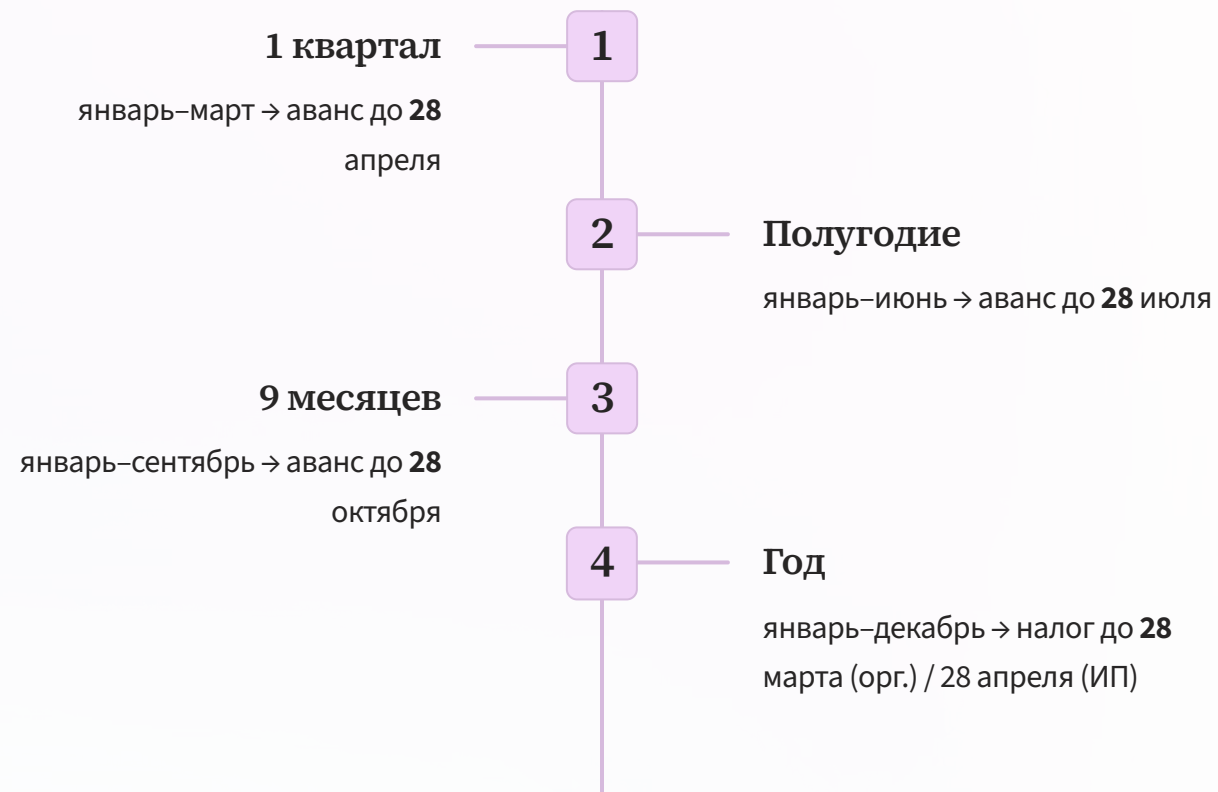 1 квартал
1
январь–март → аванс до 28
апреля
2
Полугодие
январь–июнь → аванс до 28 июля
9 месяцев
3
январь–сентябрь → аванс до 28
октября
4
Год
январь–декабрь → налог до 28
марта (орг.) / 28 апреля (ИП)